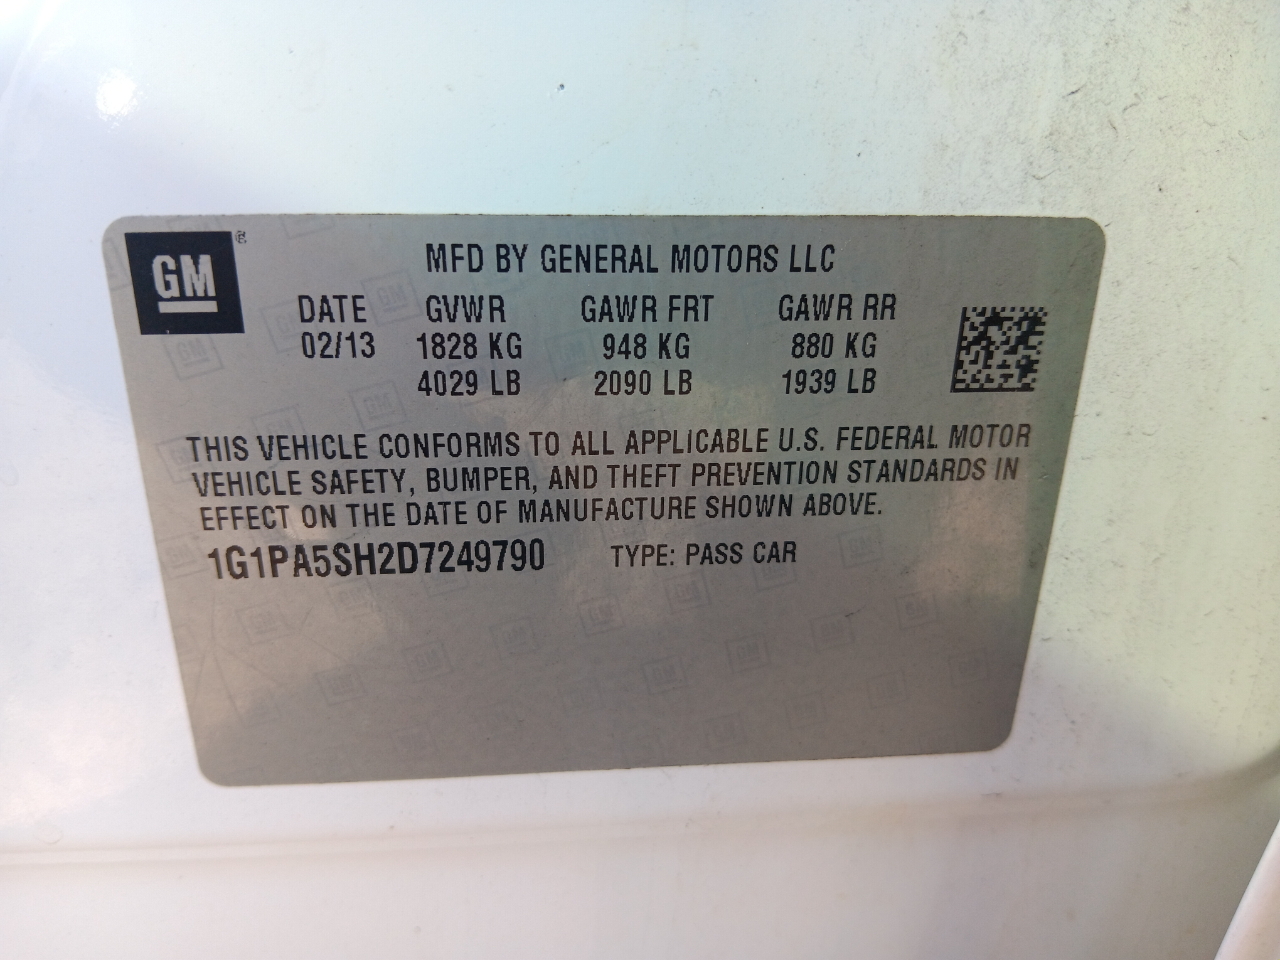 GM
MFD BY GENERAL MOTORS LLC
DATE GVWR GAWR FRT GAWR RR
02/13 1828 KG 948 KG 880 KG
4029 LB 2090 LB 1939 LB
THIS VEHICLE CONFORMS TO ALL APPLICABLE U.S. FEDERAL MOTOR
VEHICLE SAFETY, BUMPER, AND THEFT PREVENTION STANDARDS IN
EFFECT ON THE DATE OF MANUFACTURE SHOWN ABOVE.
1G1PA5SH2D7249790 TYPE: PASS CAR